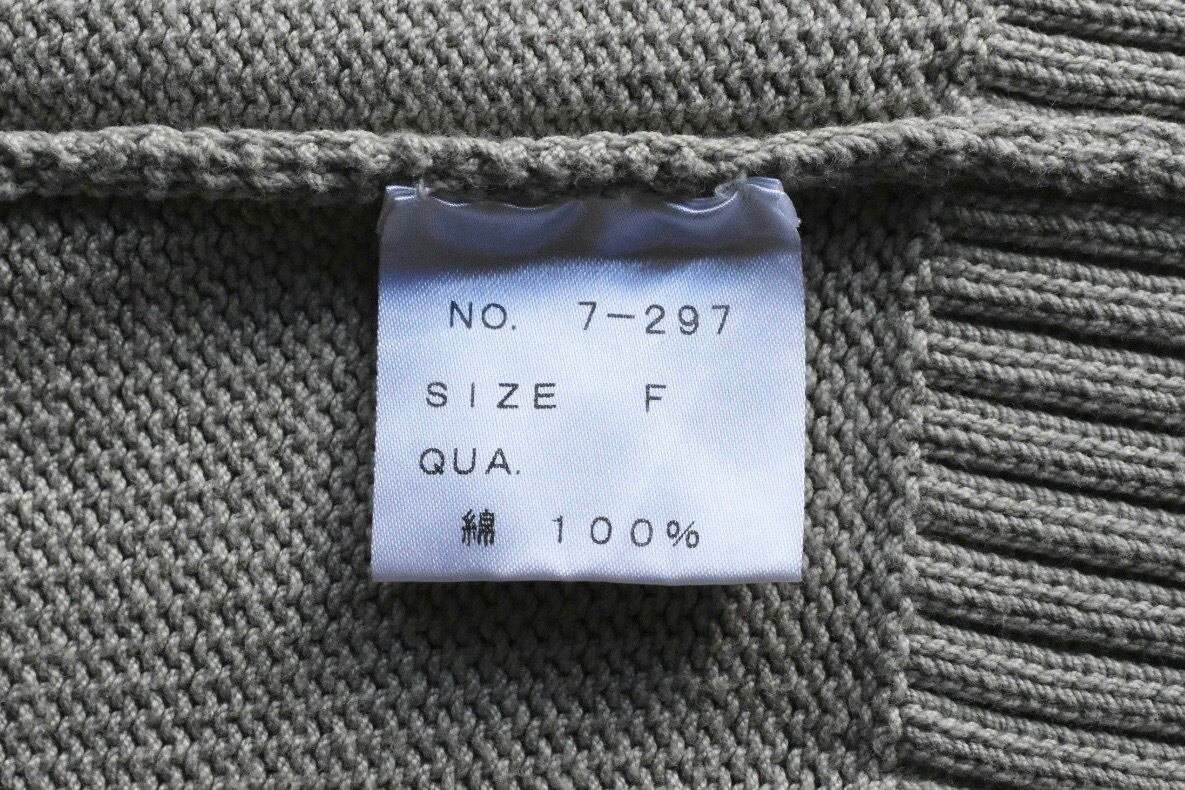 NO. 7-297
SIZE F
QUA.
綿 100%